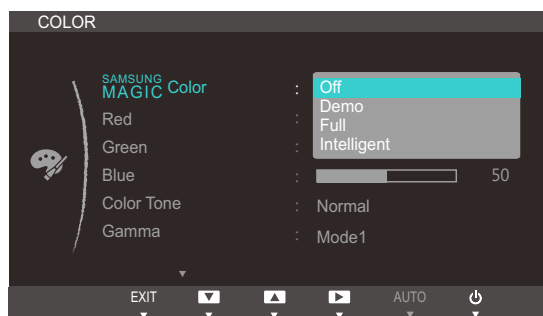 COLOR
SAMSUNG
MAGIC Color : Off
Demo
Red :
Full
Green : Intelligent
Blue : 50
Color Tone : Normal
Gamma : Mode1
EXIT AUTO